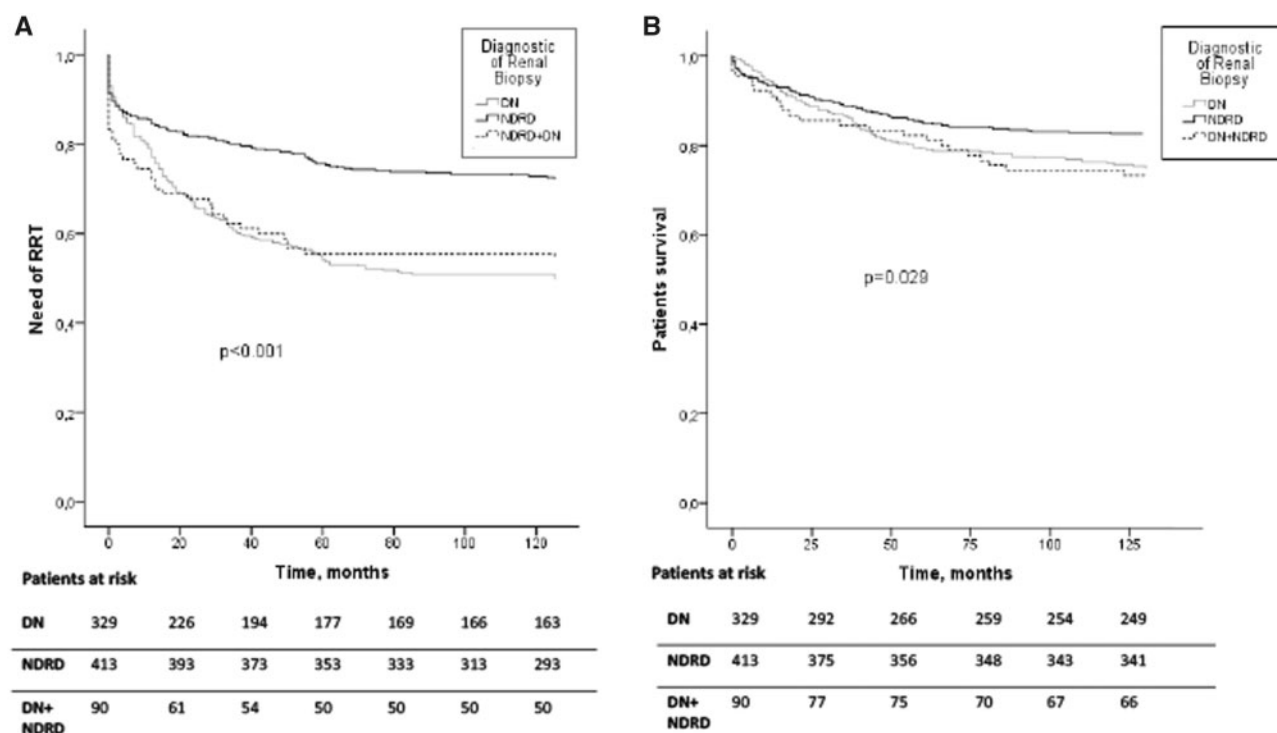 A
Diagnostic
of Renal
Biopsy
DN
NDRD
NDRD+DN
1,0
0,8
0,6
0,4
0,2
0,0
Need of RRT
p<0.001
0 20 40 60 80 100 120
Time, months
Patients at risk
DN 329 226 194 177 169 166 163
NDRD 413 393 373 353 333 313 293
DN+ 90 61 54 50 50 50 50
NDRD
B
Diagnostic
of Renal
Biopsy
DN
NDRD
DN+NDRD
1,0
0,8
0,6
0,4
0,2
0,0
Patients survival
p=0.029
0 25 50 75 100 125
Time, months
Patients at risk
DN 329 292 266 259 254 249
NDRD 413 375 356 348 343 341
DN+ 90 77 75 70 67 66
NDRD